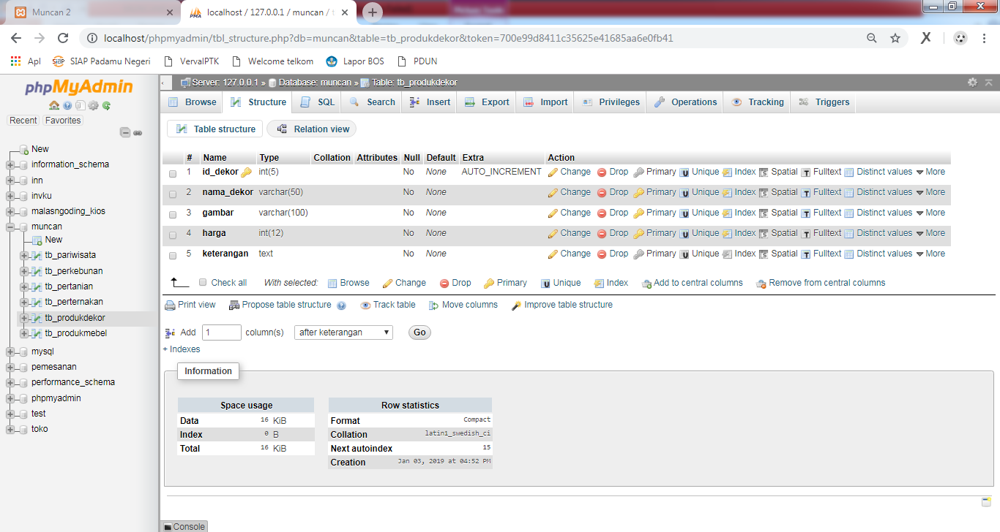 Muncan 2
localhost / 127.0.0.1 / muncan / t
localhost/phpmyadmin/tbl_structure.php?db=muncan&table=tb_produkdekor&token=700e99d8411c35625e41685aa6e0fb41
Apl SIAP Padamu Negeri VervalPTK Welcome telkom Lapor BOS PDUN
phpMyAdmin
Recent Favorites
New
information_schema
inn
invku
malasngoding_kios
muncan
New
tb_pariwisata
tb_perkebunan
tb_pertanian
tb_perternakan
tb_produkdekor
tb_produkmebel
mysql
pemesanan
performance_schema
phpmyadmin
test
toko
Server: 127.0.0.1 » Database: muncan » Table: tb_produkdekor
Browse Structure SQL Search Insert Export Import Privileges Operations Tracking Triggers
Table structure Relation view
# Name Type Collation Attributes Null Default Extra Action
1 id_dekor int(5) No None AUTO_INCREMENT Change Drop Primary Unique Index Spatial Fulltext Distinct values More
2 nama_dekor varchar(50) No None Change Drop Primary Unique Index Spatial Fulltext Distinct values More
3 gambar varchar(100) No None Change Drop Primary Unique Index Spatial Fulltext Distinct values More
4 harga int(12) No None Change Drop Primary Unique Index Spatial Fulltext Distinct values More
5 keterangan text No None Change Drop Primary Unique Index Spatial Fulltext Distinct values More
Check all With selected: Browse Change Drop Primary Unique Index Add to central columns Remove from central columns
Print view Propose table structure Track table Move columns Improve table structure
Add 1 column(s) after keterangan Go
+ Indexes
Information
Space usage
Data 16 KiB
Index 0 B
Total 16 KiB
Row statistics
Format Compact
Collation latin1_swedish_ci
Next autoindex 15
Creation Jan 03, 2019 at 04:52 PM
Console